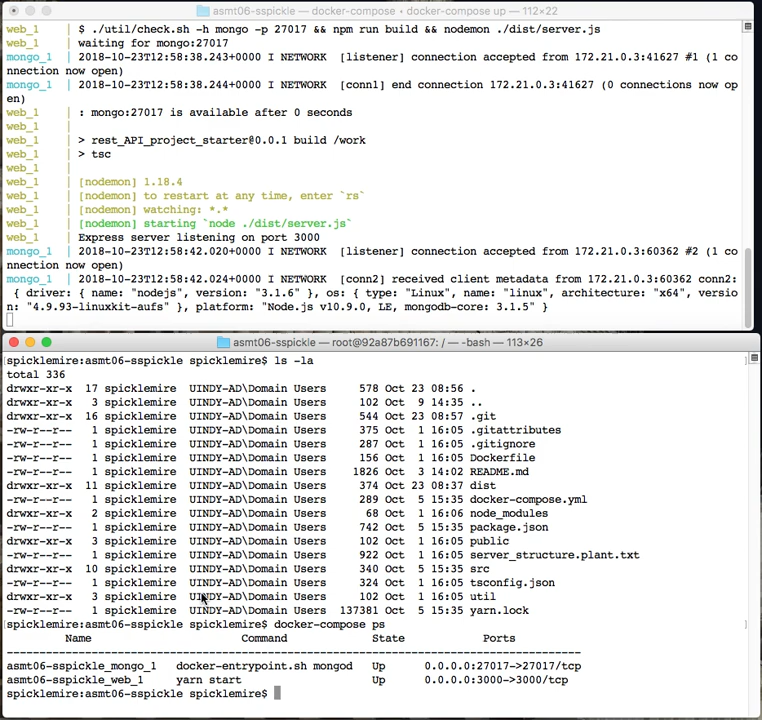 asmt06-sspickie — docker-compose • docker-compose up — 112×22
web_1 | $ ./util/check.sh -h mongo -p 27017 && npm run build && nodemon ./dist/server.js
web_1 | waiting for mongo:27017
mongo_1 | 2018-10-23T12:58:38.243+0000 I NETWORK [listener] connection accepted from 172.21.0.3:41627 #1 (1 co
nnection now open)
mongo_1 | 2018-10-23T12:58:38.244+0000 I NETWORK [conn1] end connection 172.21.0.3:41627 (0 connections now op
en)
web_1 | : mongo:27017 is available after 0 seconds
web_1 |
web_1 | > rest_API_project_starter@0.0.1 build /work
web_1 | > tsc
web_1 |
web_1 | [nodemon] 1.18.4
web_1 | [nodemon] to restart at any time, enter `rs`
web_1 | [nodemon] watching: *.*
web_1 | [nodemon] starting `node ./dist/server.js`
web_1 | Express server listening on port 3000
mongo_1 | 2018-10-23T12:58:42.020+0000 I NETWORK [listener] connection accepted from 172.21.0.3:60362 #2 (1 co
nnection now open)
mongo_1 | 2018-10-23T12:58:42.024+0000 I NETWORK [conn2] received client metadata from 172.21.0.3:60362 conn2:
{ driver: { name: "nodejs", version: "3.1.6" }, os: { type: "Linux", name: "linux", architecture: "x64", versio
n: "4.9.93-linuxkit-aufs" }, platform: "Node.js v10.9.0, LE, mongodb-core: 3.1.5" }
asmt06-sspickie — root@92a87b691167: / — -bash — 113×26
spicklemire:asmt06-sspickle spicklemire$ ls -la
total 336
drwxr-xr-x 17 spicklemire UINDY-AD\Domain Users 578 Oct 23 08:56 .
drwxr-xr-x 3 spicklemire UINDY-AD\Domain Users 102 Oct 9 14:35 ..
drwxr-xr-x 16 spicklemire UINDY-AD\Domain Users 544 Oct 23 08:57 .git
-rw-r--r-- 1 spicklemire UINDY-AD\Domain Users 375 Oct 1 16:05 .gitattributes
-rw-r--r-- 1 spicklemire UINDY-AD\Domain Users 287 Oct 1 16:05 .gitignore
-rw-r--r-- 1 spicklemire UINDY-AD\Domain Users 156 Oct 1 16:05 Dockerfile
-rw-r--r-- 1 spicklemire UINDY-AD\Domain Users 1826 Oct 3 14:02 README.md
drwxr-xr-x 11 spicklemire UINDY-AD\Domain Users 374 Oct 23 08:37 dist
-rw-r--r-- 1 spicklemire UINDY-AD\Domain Users 289 Oct 5 15:35 docker-compose.yml
drwxr-xr-x 2 spicklemire UINDY-AD\Domain Users 68 Oct 1 16:06 node_modules
-rw-r--r-- 1 spicklemire UINDY-AD\Domain Users 742 Oct 5 15:35 package.json
drwxr-xr-x 3 spicklemire UINDY-AD\Domain Users 102 Oct 1 16:05 public
-rw-r--r-- 1 spicklemire UINDY-AD\Domain Users 922 Oct 1 16:05 server_structure.plant.txt
drwxr-xr-x 10 spicklemire UINDY-AD\Domain Users 340 Oct 5 15:35 src
-rw-r--r-- 1 spicklemire UINDY-AD\Domain Users 324 Oct 1 16:05 tsconfig.json
drwxr-xr-x 3 spicklemire UINDY-AD\Domain Users 102 Oct 1 16:05 util
-rw-r--r-- 1 spicklemire UINDY-AD\Domain Users 137381 Oct 5 15:35 yarn.lock
spicklemire:asmt06-sspickle spicklemire$ docker-compose ps
Name Command State Ports
--------------------------------------------------------------------------------
asmt06-sspickle_mongo_1 docker-entrypoint.sh mongod Up 0.0.0.0:27017->27017/tcp
asmt06-sspickle_web_1 yarn start Up 0.0.0.0:3000->3000/tcp
spicklemire:asmt06-sspickle spicklemire$